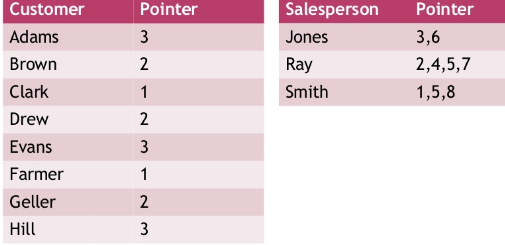 Customer Pointer
Adams 3
Brown 2
Clark 1
Drew 2
Evans 3
Farmer 1
Geller 2
Hill 3
Salesperson Pointer
Jones 3,6
Ray 2,4,5,7
Smith 1,5,8